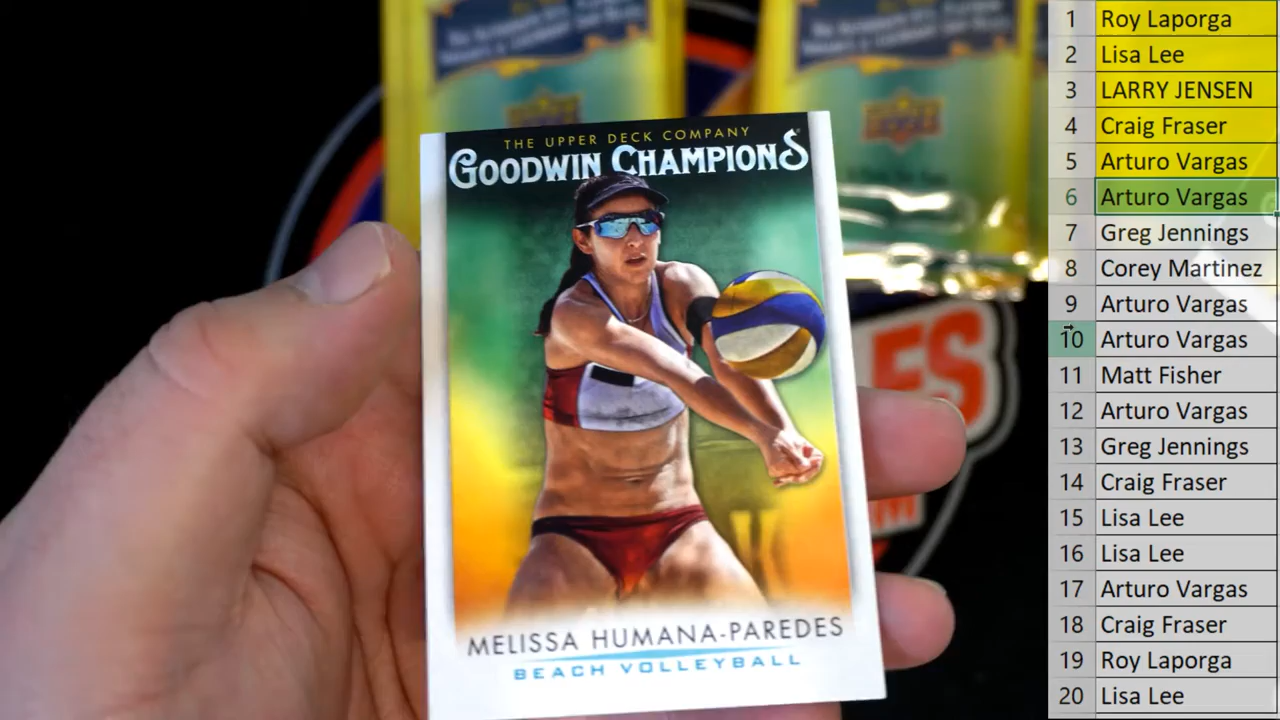 THE UPPER DECK COMPANY
GOODWIN CHAMPIONS
MELISSA HUMANA-PAREDES
BEACH VOLLEYBALL
1 Roy Laporga
2 Lisa Lee
3 LARRY JENSEN
4 Craig Fraser
5 Arturo Vargas
6 Arturo Vargas
7 Greg Jennings
8 Corey Martinez
9 Arturo Vargas
10 Arturo Vargas
11 Matt Fisher
12 Arturo Vargas
13 Greg Jennings
14 Craig Fraser
15 Lisa Lee
16 Lisa Lee
17 Arturo Vargas
18 Craig Fraser
19 Roy Laporga
20 Lisa Lee